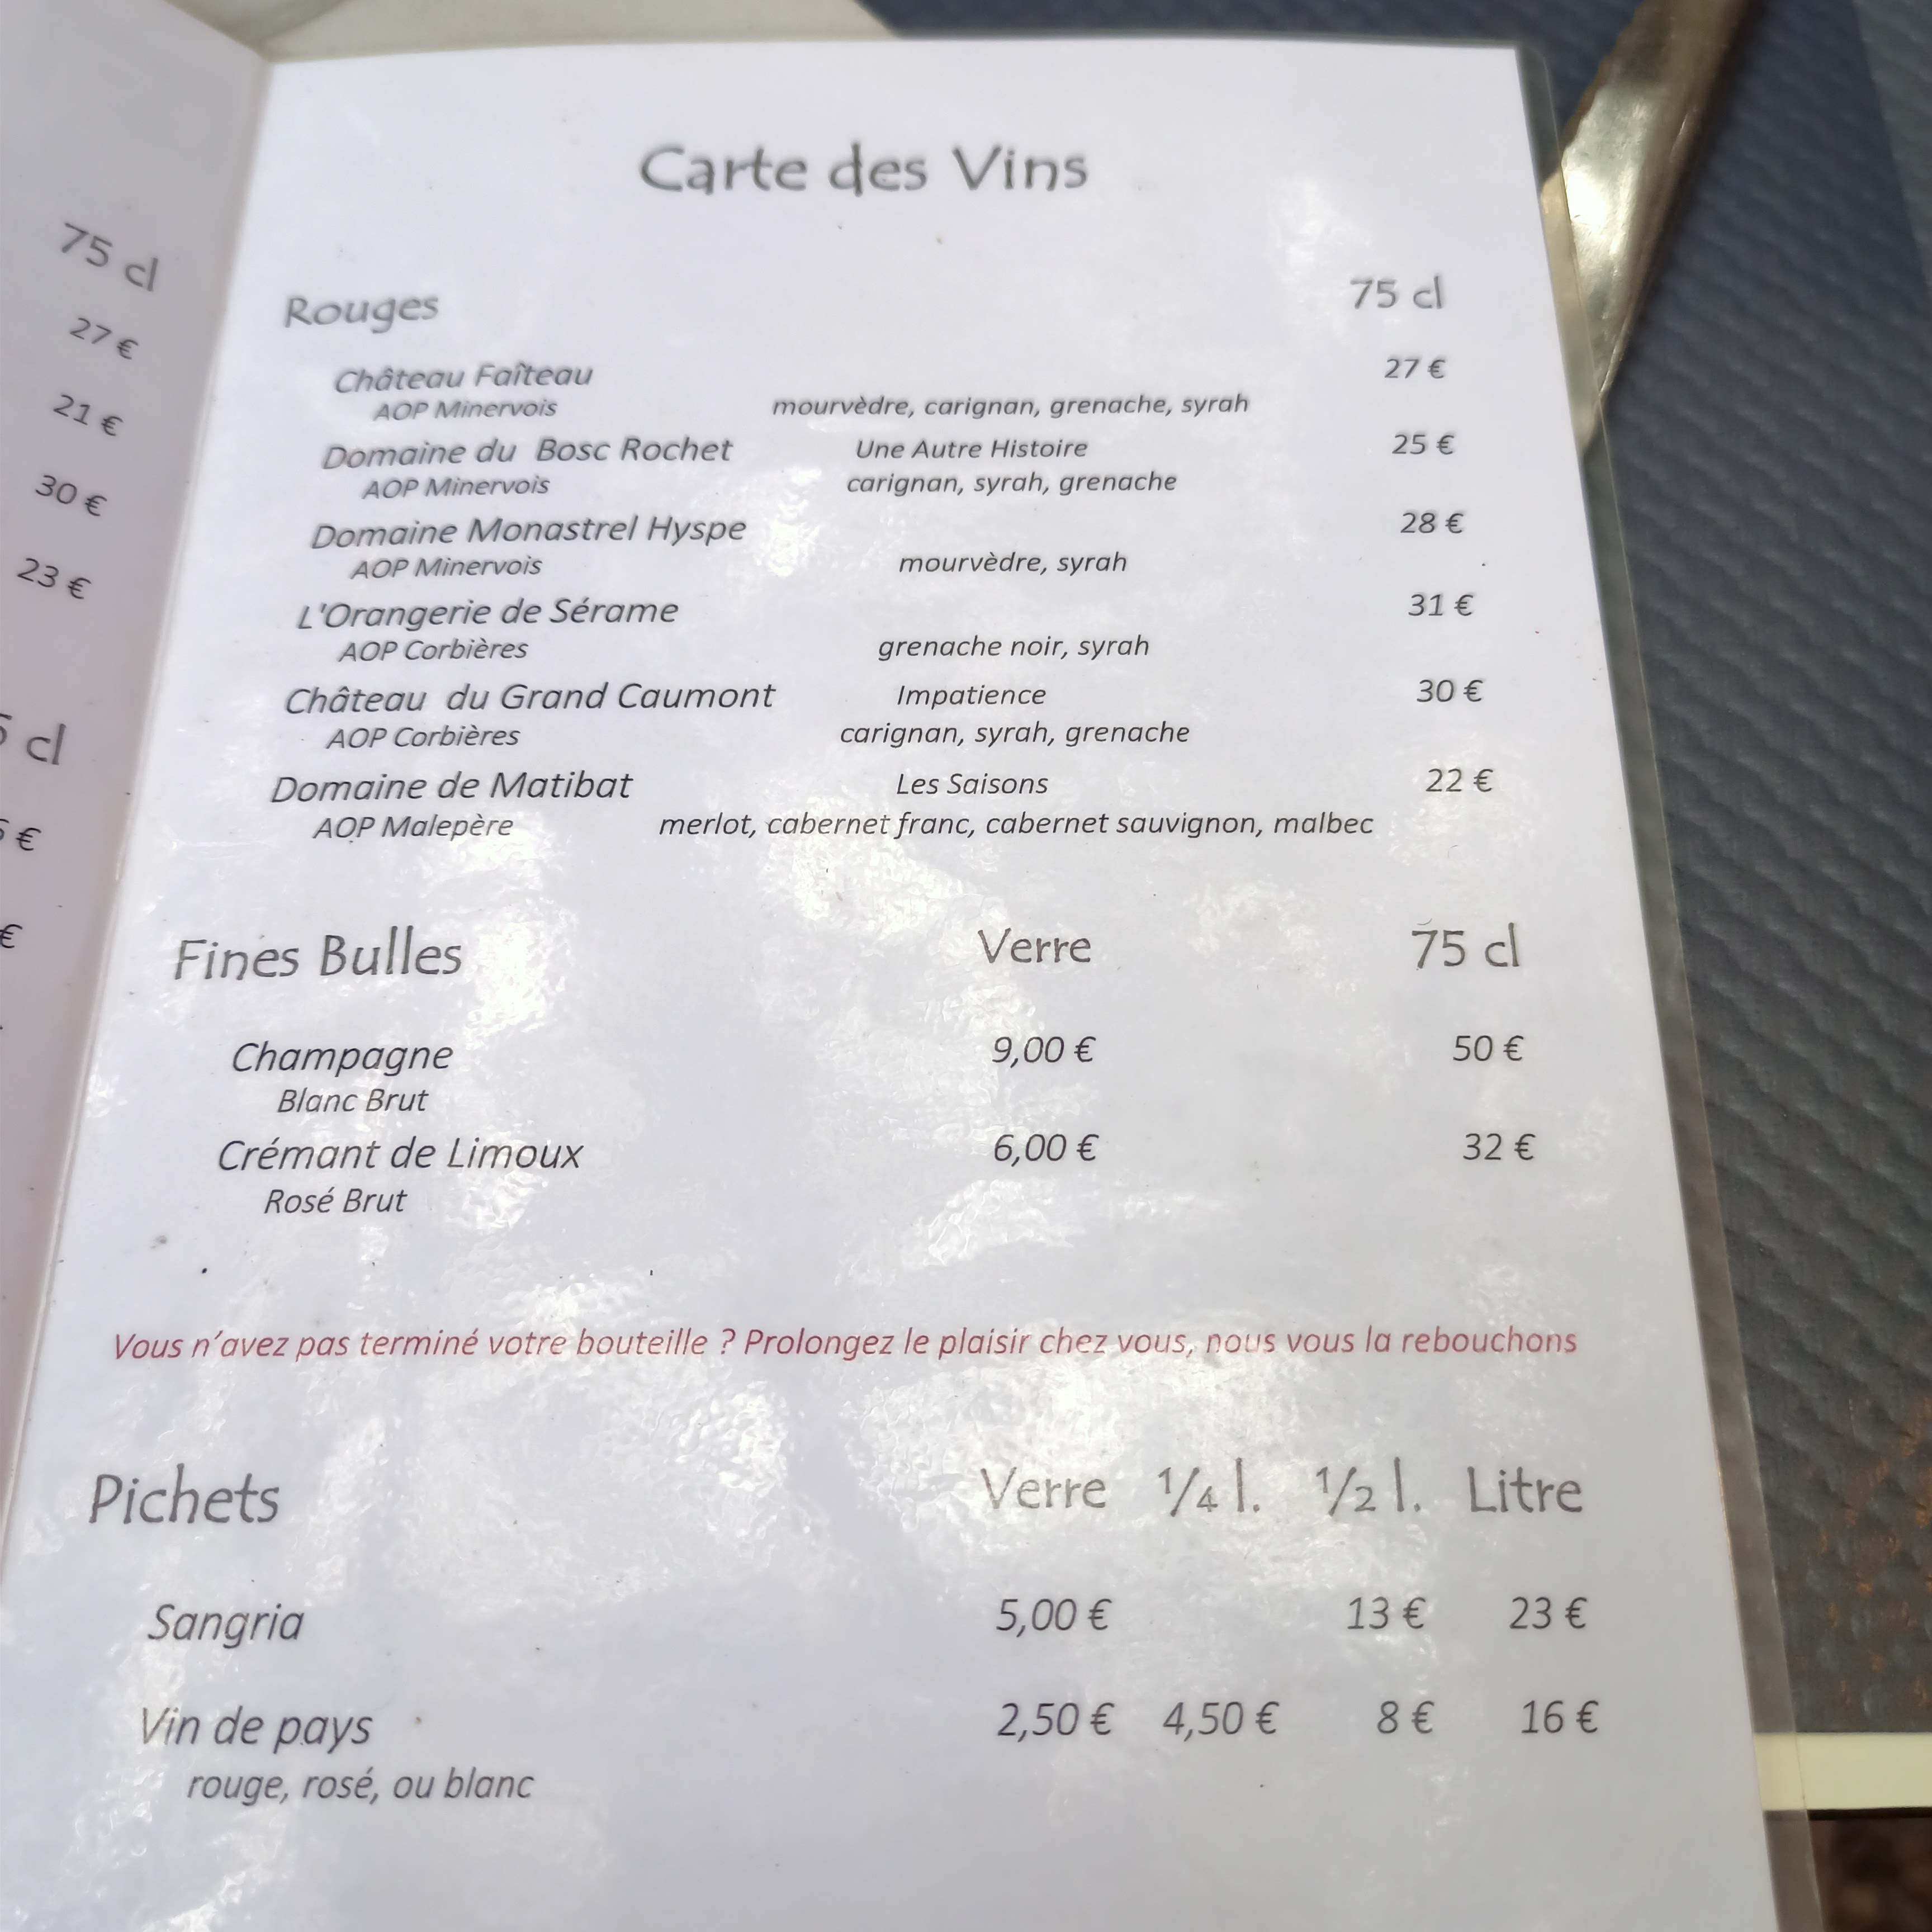 75 cl
27 €
21 €
30 €
23 €
cl
€
€
Carte des Vins
Rouges 75 cl
Château Faîteau 27 €
AOP Minervois mourvèdre, carignan, grenache, syrah
Domaine du Bosc Rochet Une Autre Histoire 25 €
AOP Minervois carignan, syrah, grenache
Domaine Monastrel Hyspe 28 €
AOP Minervois mourvèdre, syrah
L'Orangerie de Sérame 31 €
AOP Corbières grenache noir, syrah
Château du Grand Caumont Impatience 30 €
AOP Corbières carignan, syrah, grenache
Domaine de Matibat Les Saisons 22 €
AOP Malepère merlot, cabernet franc, cabernet sauvignon, malbec
Fines Bulles Verre 75 cl
Champagne 9,00 € 50 €
Blanc Brut
Crémant de Limoux 6,00 € 32 €
Rosé Brut
Vous n'avez pas terminé votre bouteille ? Prolongez le plaisir chez vous, nous vous la rebouchons
Pichets Verre 1/4 l. 1/2 l. Litre
Sangria 5,00 € 13 € 23 €
Vin de pays 2,50 € 4,50 € 8 € 16 €
rouge, rosé, ou blanc